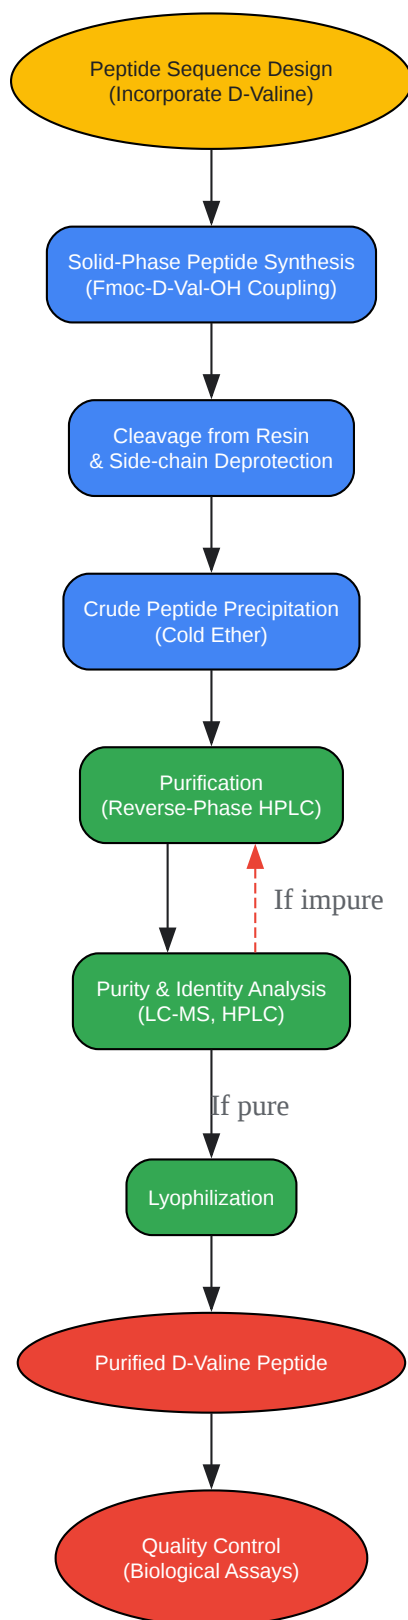 Peptide Sequence Design
(Incorporate D-Valine)
Solid-Phase Peptide Synthesis
(Fmoc-D-Val-OH Coupling)
Cleavage from Resin
& Side-chain Deprotection
Crude Peptide Precipitation
(Cold Ether)
Purification
(Reverse-Phase HPLC)
If impure
Purity & Identity Analysis
(LC-MS, HPLC)
If pure
Lyophilization
Purified D-Valine Peptide
Quality Control
(Biological Assays)